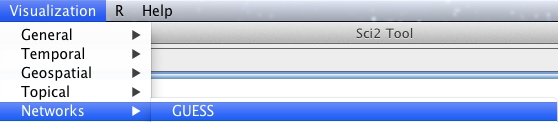 Visualization R Help
General Sci2 Tool
Temporal
Geospatial
Topical
Networks GUESS